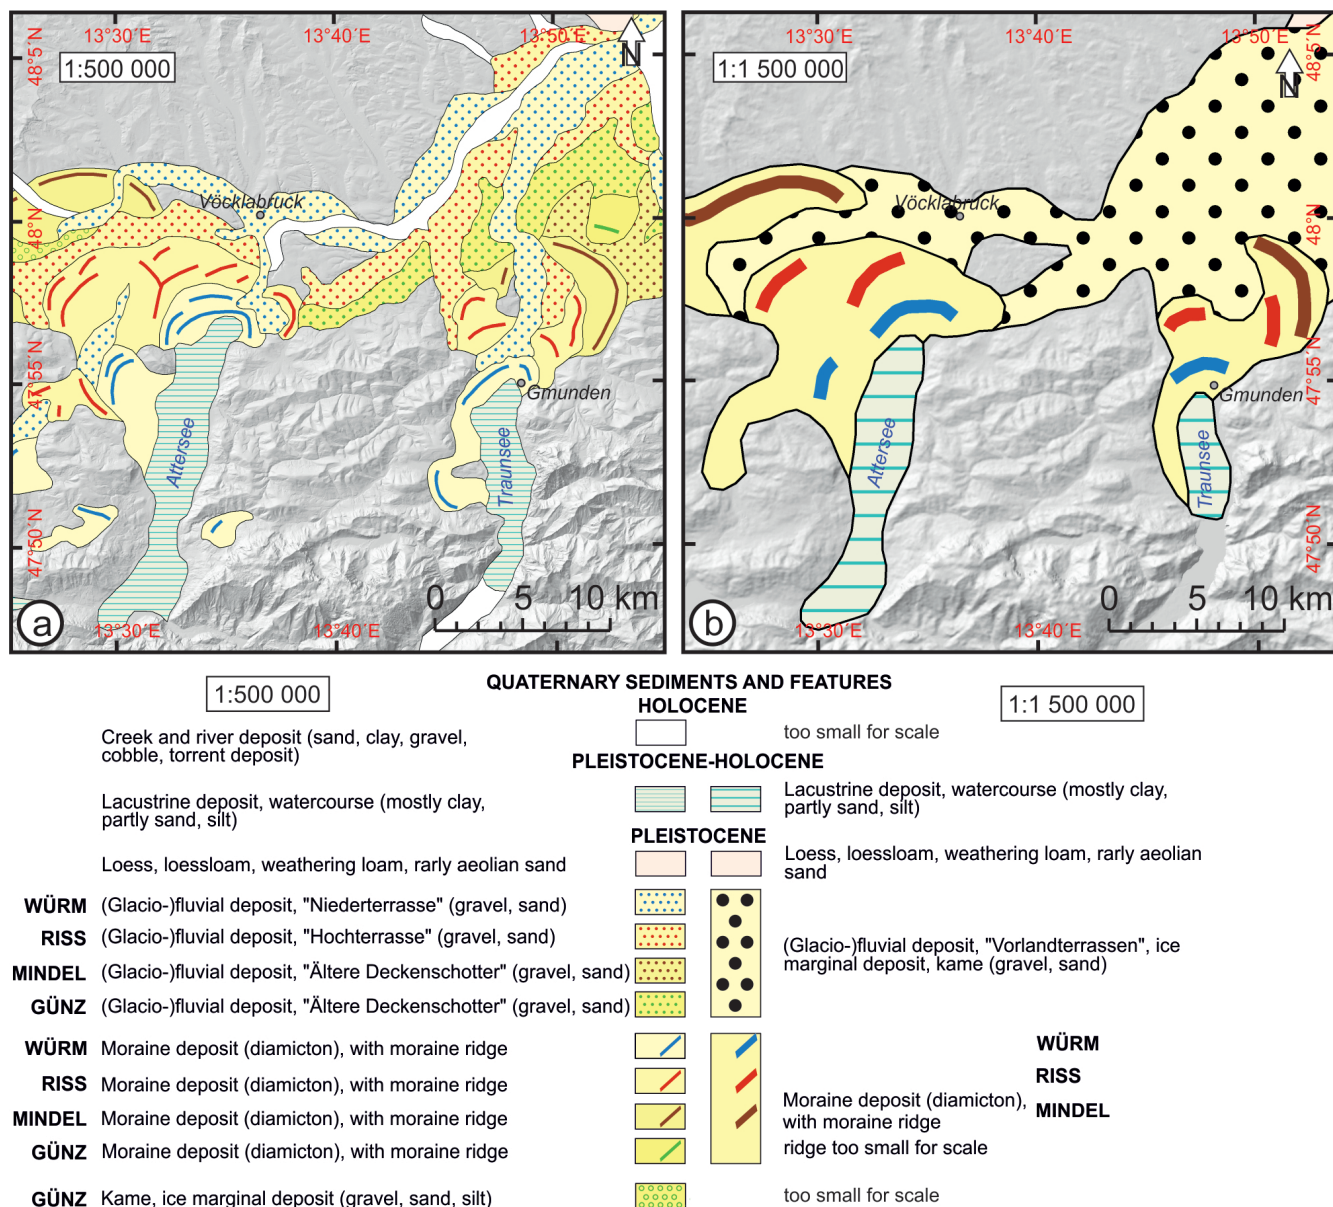 13°30´E
13°40´E
13°50´E
48°5´N
1:500 000
N
Vöcklabruck
48°N
47°55´N
Gmunden
Attersee
Traunsee
47°50´N
0 5 10 km
a
13°30´E
13°40´E
13°30´E
13°40´E
13°50´E
48°5´N
1:1 500 000
N
Vöcklabruck
48°N
47°55´N
Gmunden
Attersee
Traunsee
47°50´N
0 5 10 km
b
13°30´E
13°40´E
1:500 000
QUATERNARY SEDIMENTS AND FEATURES
1:1 500 000
HOLOCENE
Creek and river deposit (sand, clay, gravel,
cobble, torrent deposit)
too small for scale
PLEISTOCENE-HOLOCENE
Lacustrine deposit, watercourse (mostly clay,
partly sand, silt)
Lacustrine deposit, watercourse (mostly clay,
partly sand, silt)
PLEISTOCENE
Loess, loessloam, weathering loam, rarly aeolian sand
Loess, loessloam, weathering loam, rarly aeolian
sand
WÜRM (Glacio-)fluvial deposit, "Niederterrasse" (gravel, sand)
RISS (Glacio-)fluvial deposit, "Hochterrasse" (gravel, sand)
MINDEL (Glacio-)fluvial deposit, "Ältere Deckenschotter" (gravel, sand)
GÜNZ (Glacio-)fluvial deposit, "Ältere Deckenschotter" (gravel, sand)
(Glacio-)fluvial deposit, "Vorlandterrassen", ice
marginal deposit, kame (gravel, sand)
WÜRM Moraine deposit (diamicton), with moraine ridge
RISS Moraine deposit (diamicton), with moraine ridge
MINDEL Moraine deposit (diamicton), with moraine ridge
GÜNZ Moraine deposit (diamicton), with moraine ridge
WÜRM
RISS
Moraine deposit (diamicton), MINDEL
with moraine ridge
ridge too small for scale
GÜNZ Kame, ice marginal deposit (gravel, sand, silt)
too small for scale